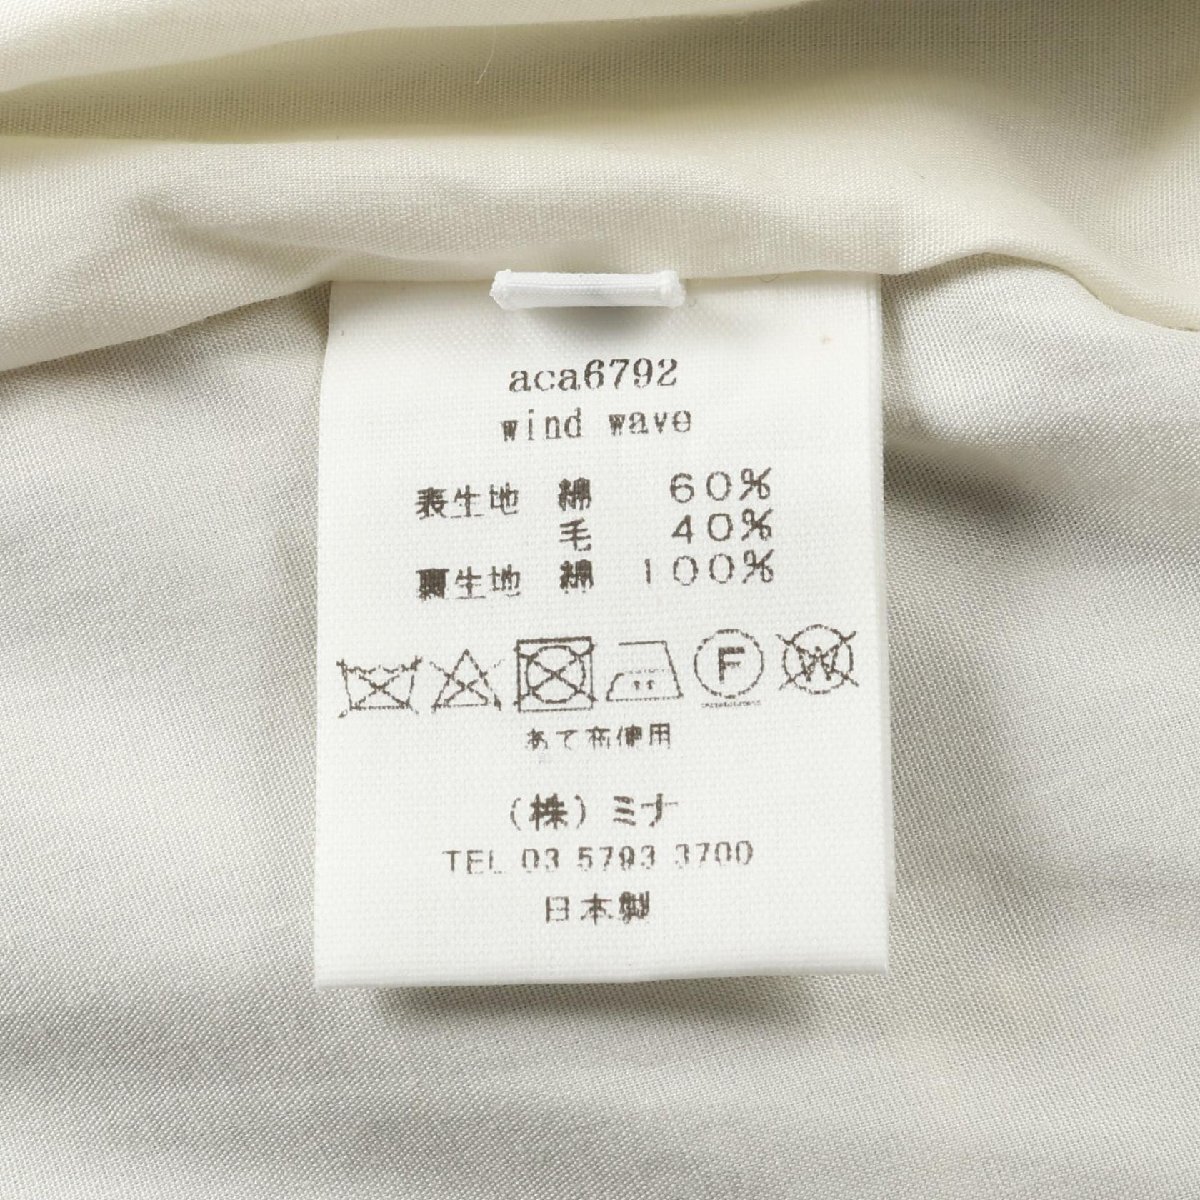 aca6792
wind wave
表生地 綿 60%
毛 40%
裏生地 綿 100%
F W
あて布使用
(株)ミナ
TEL 03 5793 3700
日本製